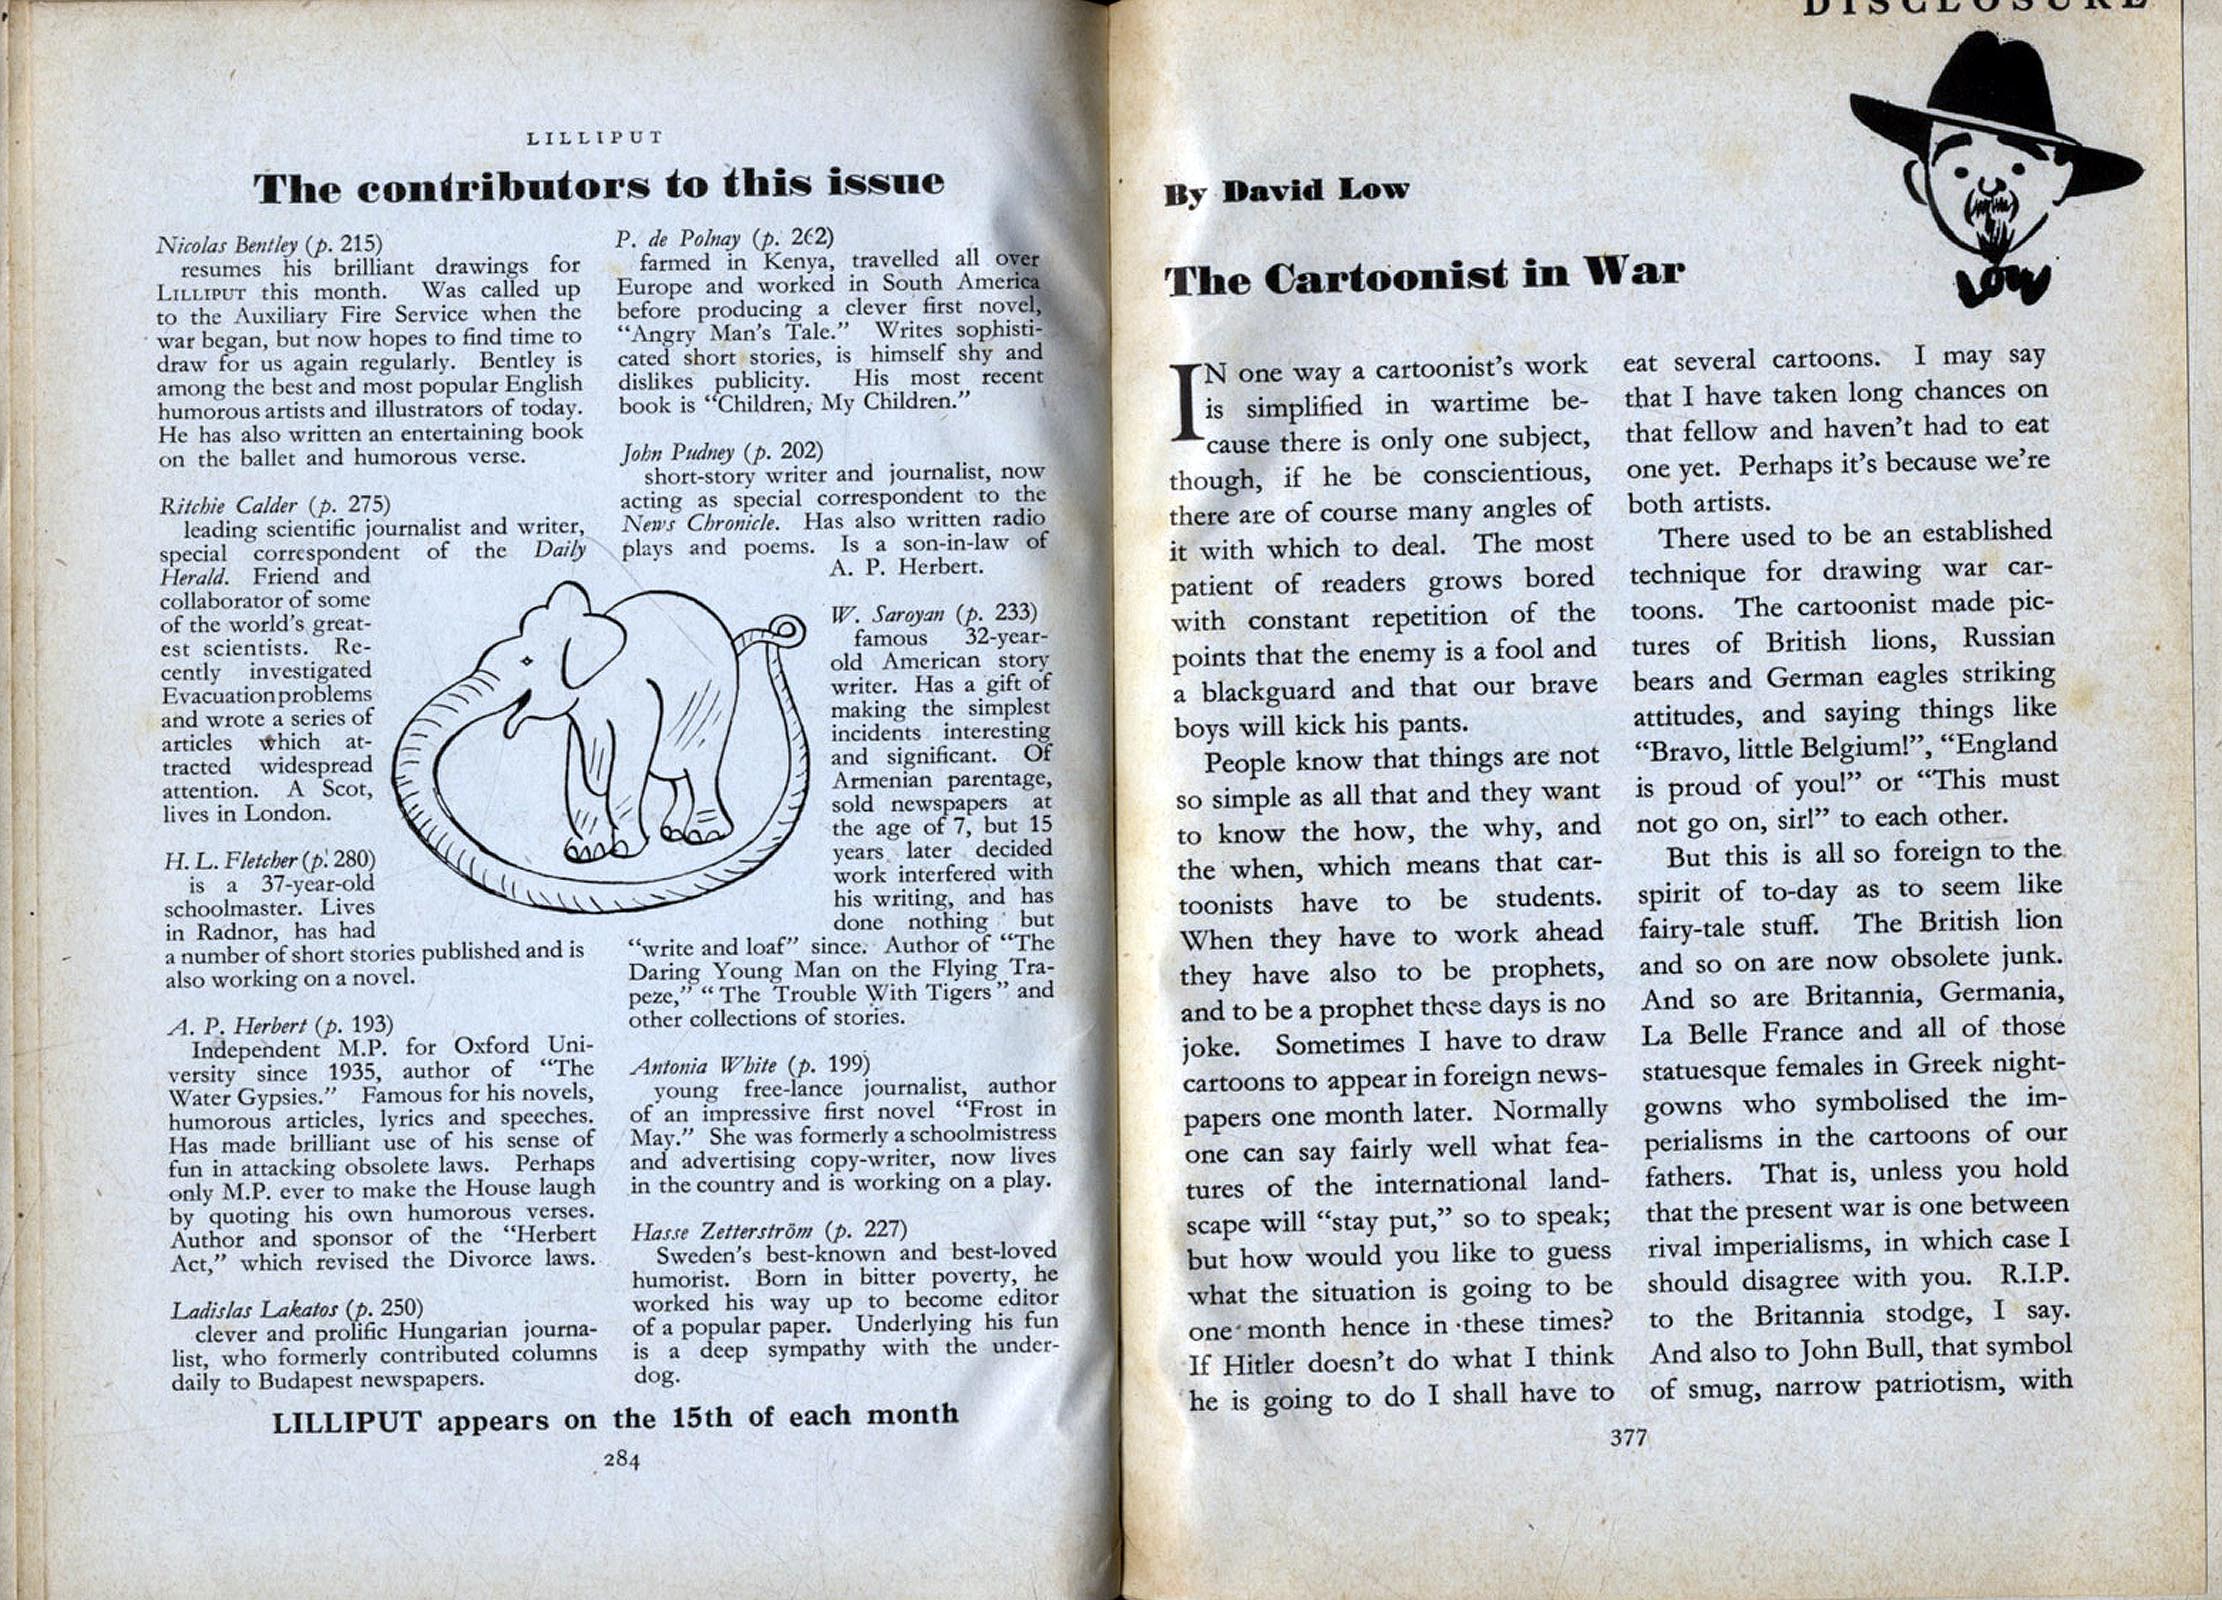 LILLIPUT
The contributors to this issue
Nicolas Bentley (p. 215)
resumes his brilliant drawings for
LILLIPUT this month. Was called up
to the Auxiliary Fire Service when the
war began, but now hopes to find time to
draw for us again regularly. Bentley is
among the best and most popular English
humorous artists and illustrators of today.
He has also written an entertaining book
on the ballet and humorous verse.
Ritchie Calder (p. 275)
leading scientific journalist and writer,
special correspondent of the Daily
Herald. Friend and
collaborator of some
of the world's great-
est scientists. Re-
cently investigated
Evacuation problems
and wrote a series of
articles which at-
tracted widespread
attention. A Scot,
lives in London.
H. L. Fletcher (p. 280)
is a 37-year-old
schoolmaster. Lives
in Radnor, has had
a number of short stories published and is
also working on a novel.
A. P. Herbert (p. 193)
Independent M.P. for Oxford Uni-
versity since 1935, author of "The
Water Gypsies." Famous for his novels,
humorous articles, lyrics and speeches.
Has made brilliant use of his sense of
fun in attacking obsolete laws. Perhaps
only M.P. ever to make the House laugh
by quoting his own humorous verses.
Author and sponsor of the "Herbert
Act," which revised the Divorce laws.
Ladislas Lakatos (p. 250)
clever and prolific Hungarian journa-
list, who formerly contributed columns
daily to Budapest newspapers.
P. de Polnay (p. 262)
farmed in Kenya, travelled all over
Europe and worked in South America
before producing a clever first novel,
"Angry Man's Tale." Writes sophisti-
cated short stories, is himself shy and
dislikes publicity. His most recent
book is "Children, My Children."
John Pudney (p. 202)
short-story writer and journalist, now
acting as special correspondent to the
News Chronicle. Has also written radio
plays and poems. Is a son-in-law of
A. P. Herbert.
W. Saroyan (p. 233)
famous 32-year-
old American story
writer. Has a gift of
making the simplest
incidents interesting
and significant. Of
Armenian parentage,
sold newspapers at
the age of 7, but 15
years later decided
work interfered with
his writing, and has
done nothing but
"write and loaf" since. Author of "The
Daring Young Man on the Flying Tra-
peze," "The Trouble With Tigers" and
other collections of stories.
Antonia White (p. 199)
young free-lance journalist, author
of an impressive first novel "Frost in
May." She was formerly a schoolmistress
and advertising copy-writer, now lives
in the country and is working on a play.
Hasse Zetterström (p. 227)
Sweden's best-known and best-loved
humorist. Born in bitter poverty, he
worked his way up to become editor
of a popular paper. Underlying his fun
is a deep sympathy with the under-
dog.
LILLIPUT appears on the 15th of each month
284
DISCLOSURE
LOW
By David Low
The Cartoonist in War
IN one way a cartoonist's work
is simplified in wartime be-
cause there is only one subject,
though, if he be conscientious,
there are of course many angles of
it with which to deal. The most
patient of readers grows bored
with constant repetition of the
points that the enemy is a fool and
a blackguard and that our brave
boys will kick his pants.
People know that things are not
so simple as all that and they want
to know the how, the why, and
the when, which means that car-
toonists have to be students.
When they have to work ahead
they have also to be prophets,
and to be a prophet these days is no
joke. Sometimes I have to draw
cartoons to appear in foreign news-
papers one month later. Normally
one can say fairly well what fea-
tures of the international land-
scape will "stay put," so to speak;
but how would you like to guess
what the situation is going to be
one month hence in these times?
If Hitler doesn't do what I think
he is going to do I shall have to
eat several cartoons. I may say
that I have taken long chances on
that fellow and haven't had to eat
one yet. Perhaps it's because we're
both artists.
There used to be an established
technique for drawing war car-
toons. The cartoonist made pic-
tures of British lions, Russian
bears and German eagles striking
attitudes, and saying things like
"Bravo, little Belgium!", "England
is proud of you!" or "This must
not go on, sir!" to each other.
But this is all so foreign to the
spirit of to-day as to seem like
fairy-tale stuff. The British lion
and so on are now obsolete junk.
And so are Britannia, Germania,
La Belle France and all of those
statuesque females in Greek night-
gowns who symbolised the im-
perialisms in the cartoons of our
fathers. That is, unless you hold
that the present war is one between
rival imperialisms, in which case I
should disagree with you. R.I.P.
to the Britannia stodge, I say.
And also to John Bull, that symbol
of smug, narrow patriotism, with
377